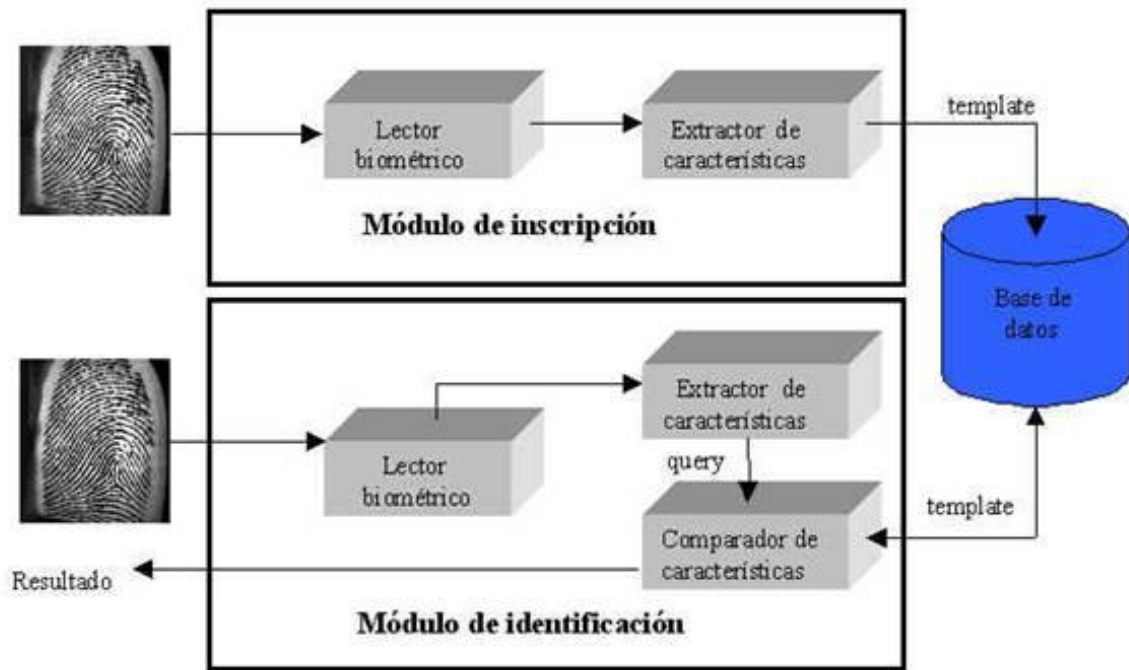 Lector
biométrico
Extractor de
características
template
Módulo de inscripción
Base de
datos
Extractor de
características
query
Lector
biométrico
Comparador de
características
template
Resultado
Módulo de identificación